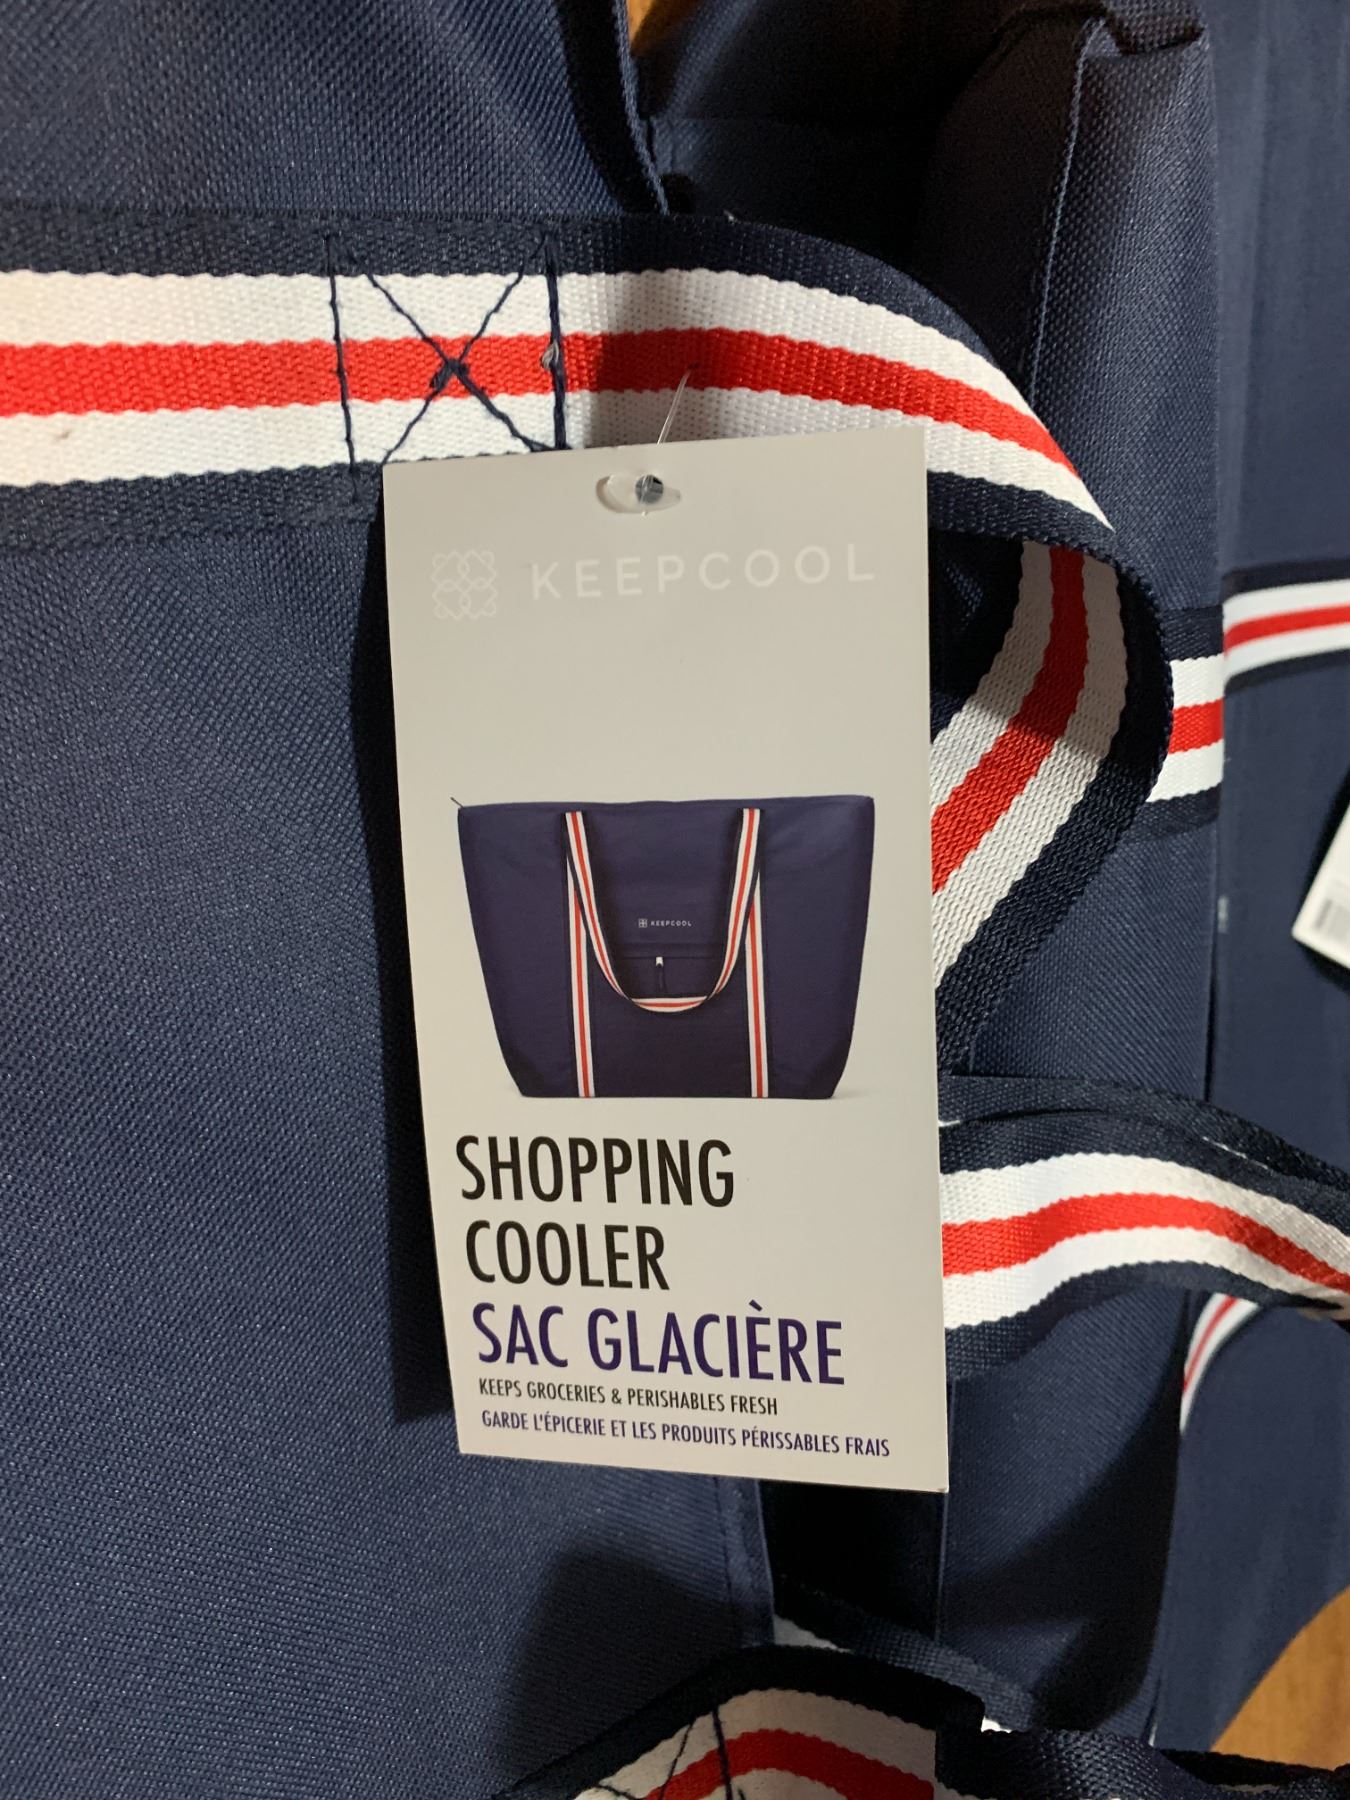 KEEPCOOL
KEEPCOOL
SHOPPING
COOLER
SAC GLACIÈRE
KEEPS GROCERIES & PERISHABLES FRESH
GARDE L'ÉPICERIE ET LES PRODUITS PÉRISSABLES FRAIS